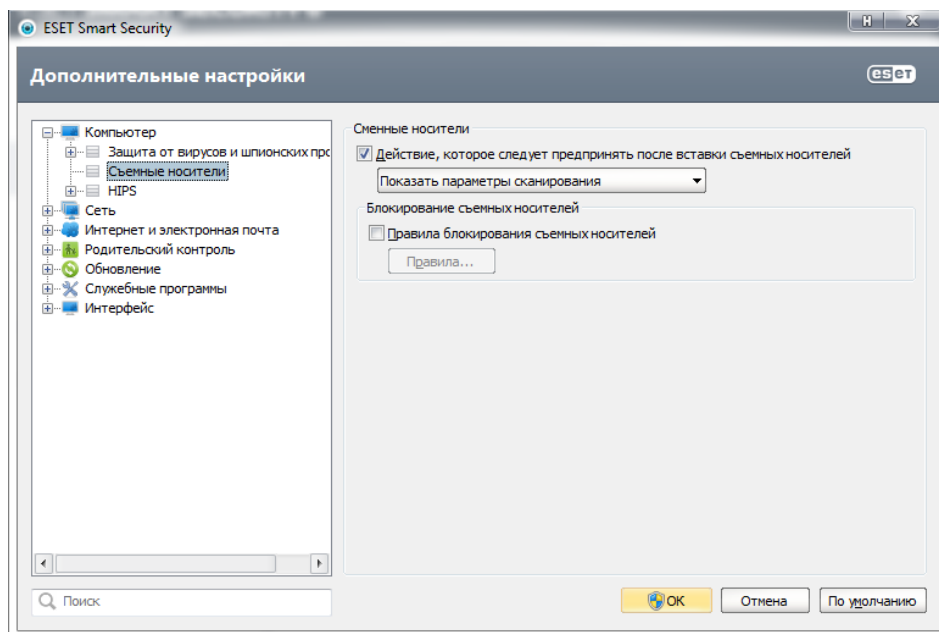 ESET Smart Security
Дополнительные настройки
eset
Компьютер
Защита от вирусов и шпионских прс
Съемные носители
HIPS
Сеть
Интернет и электронная почта
Родительский контроль
Обновление
Служебные программы
Интерфейс
Поиск
Сменные носители
Действие, которое следует предпринять после вставки съемных носителей
Показать параметры сканирования
Блокирование съемных носителей
Правила блокирования съемных носителей
Правила...
OK
Отмена
По умолчанию